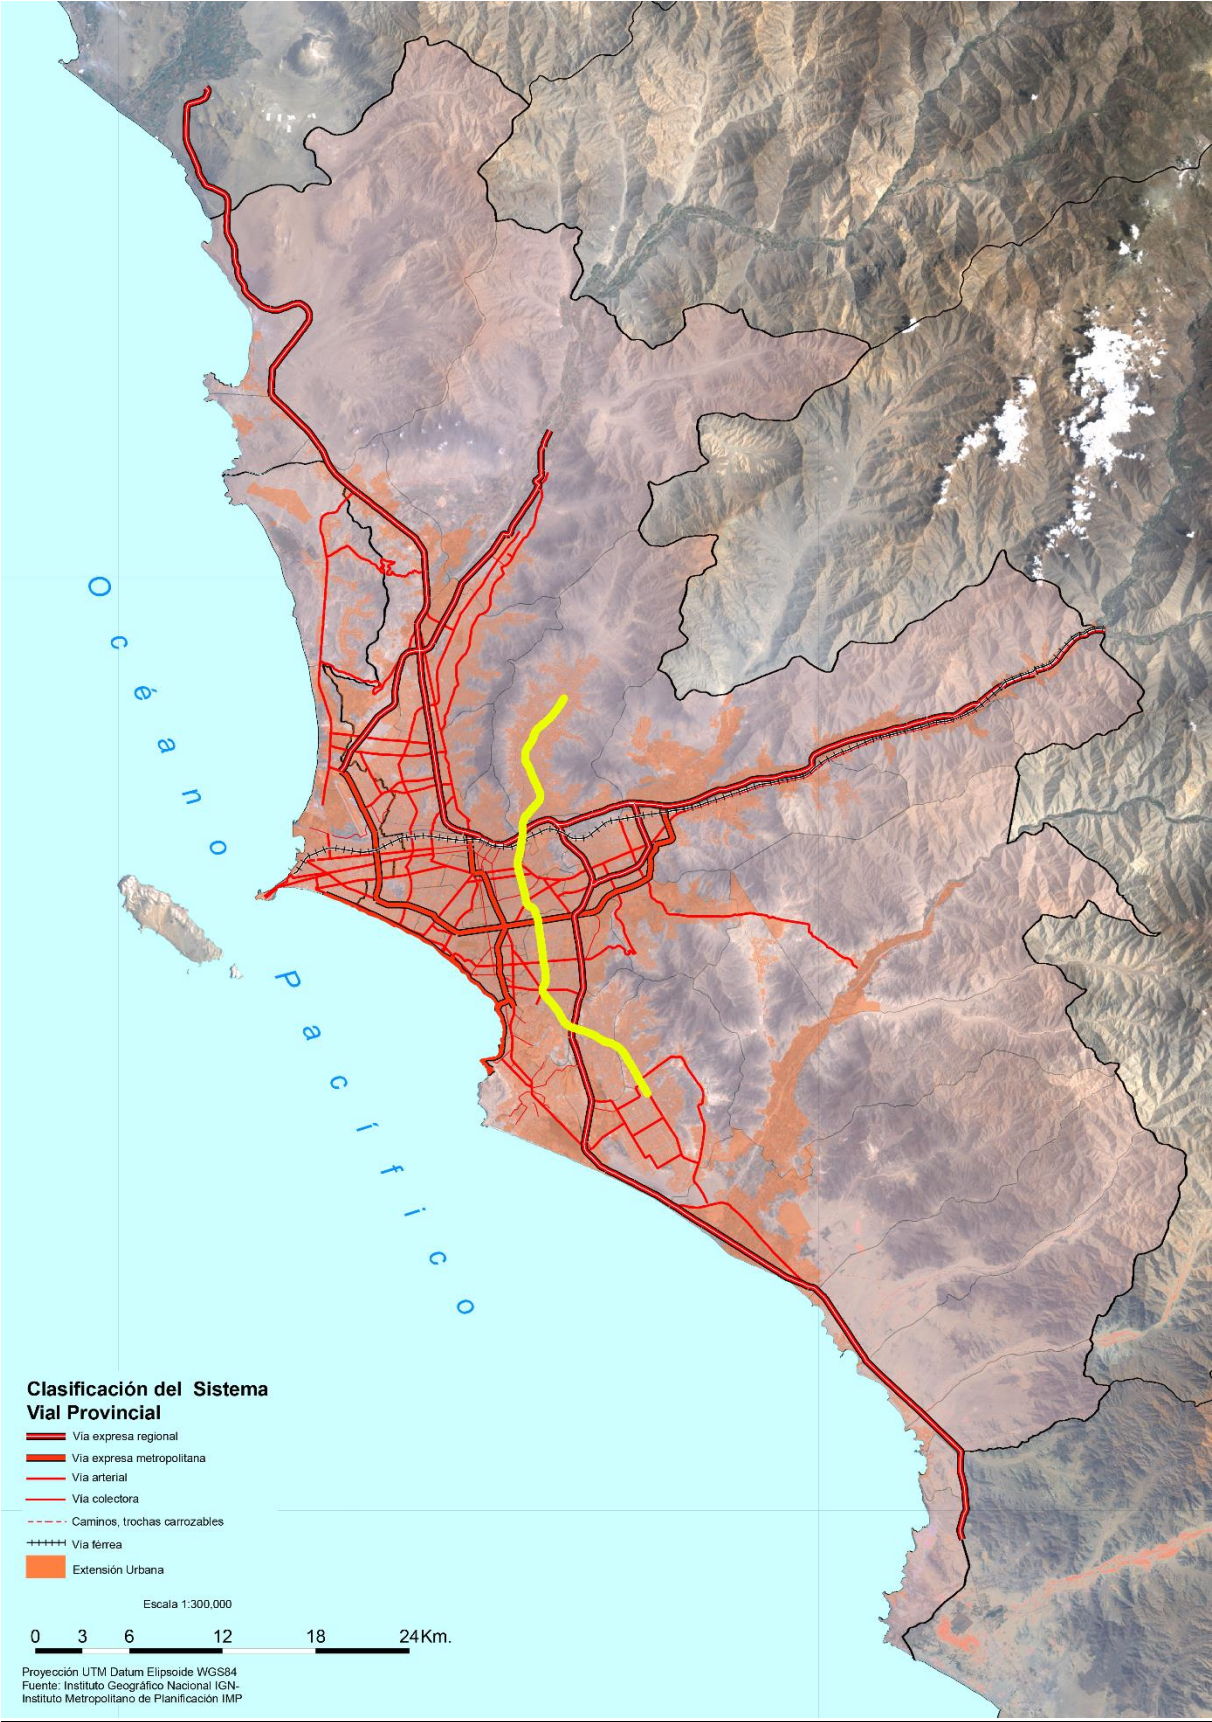 Océano
Pacífico
Clasificación del Sistema
Vial Provincial
Vía expresa regional
Vía expresa metropolitana
Vía arterial
Vía colectora
Caminos, trochas carrozables
Vía férrea
Extensión Urbana
Escala 1:300,000
0 3 6 12 18 24 Km.
Proyección UTM Datum Elipsoide WGS84
Fuente: Instituto Geográfico Nacional IGN-
Instituto Metropolitano de Planificación IMP